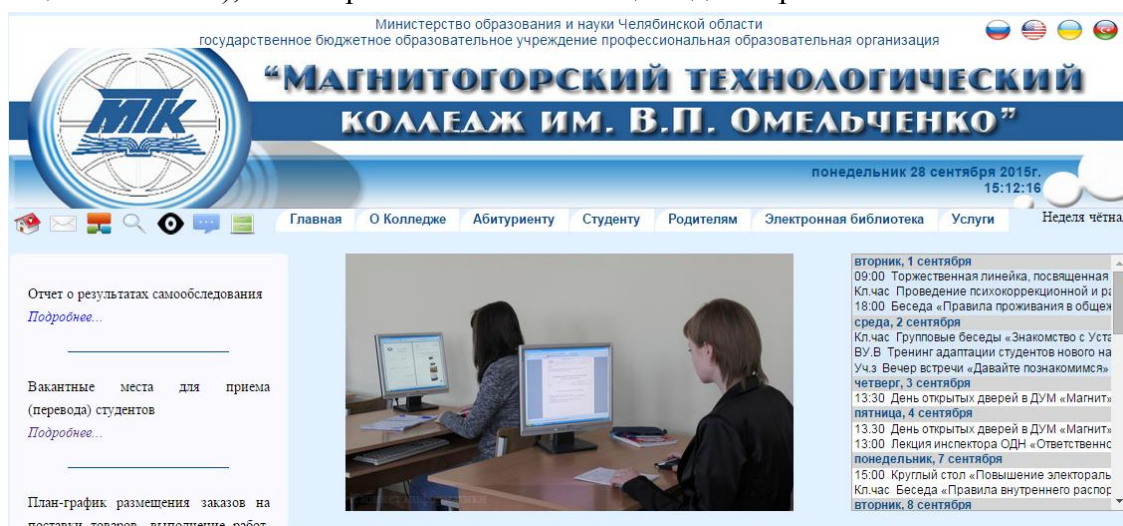 Министерство образования и науки Челябинской области
государственное бюджетное образовательное учреждение профессиональная образовательная организация
“Магнитогорский технологический
колледж им. В.П. Омельченко”
МТК
понедельник 28 сентября 2015г.
15:12:16
Главная О Колледже Абитуриенту Студенту Родителям Электронная библиотека Услуги Неделя чётна
Отчет о результатах самообследования
Подробнее...
Вакантные места для приема
(перевода) студентов
Подробнее...
План-график размещения заказов на
поставки товаров, выполнение работ,
вторник, 1 сентября
09:00 Торжественная линейка, посвященная
Кл.час Проведение психокоррекционной и ра
18:00 Беседа «Правила проживания в общеж
среда, 2 сентября
Кл.час Групповые беседы «Знакомство с Уста
ВУ.В Тренинг адаптации студентов нового на
Уч.з Вечер встречи «Давайте познакомимся»
четверг, 3 сентября
13:30 День открытых дверей в ДУМ «Магнит»
пятница, 4 сентября
13.30 День открытых дверей в ДУМ «Магнит»
13:00 Лекция инспектора ОДН «Ответственнс
понедельник, 7 сентября
15:00 Круглый стол «Повышение электораль
Кл.час Беседа «Правила внутреннего распор
вторник, 8 сентября